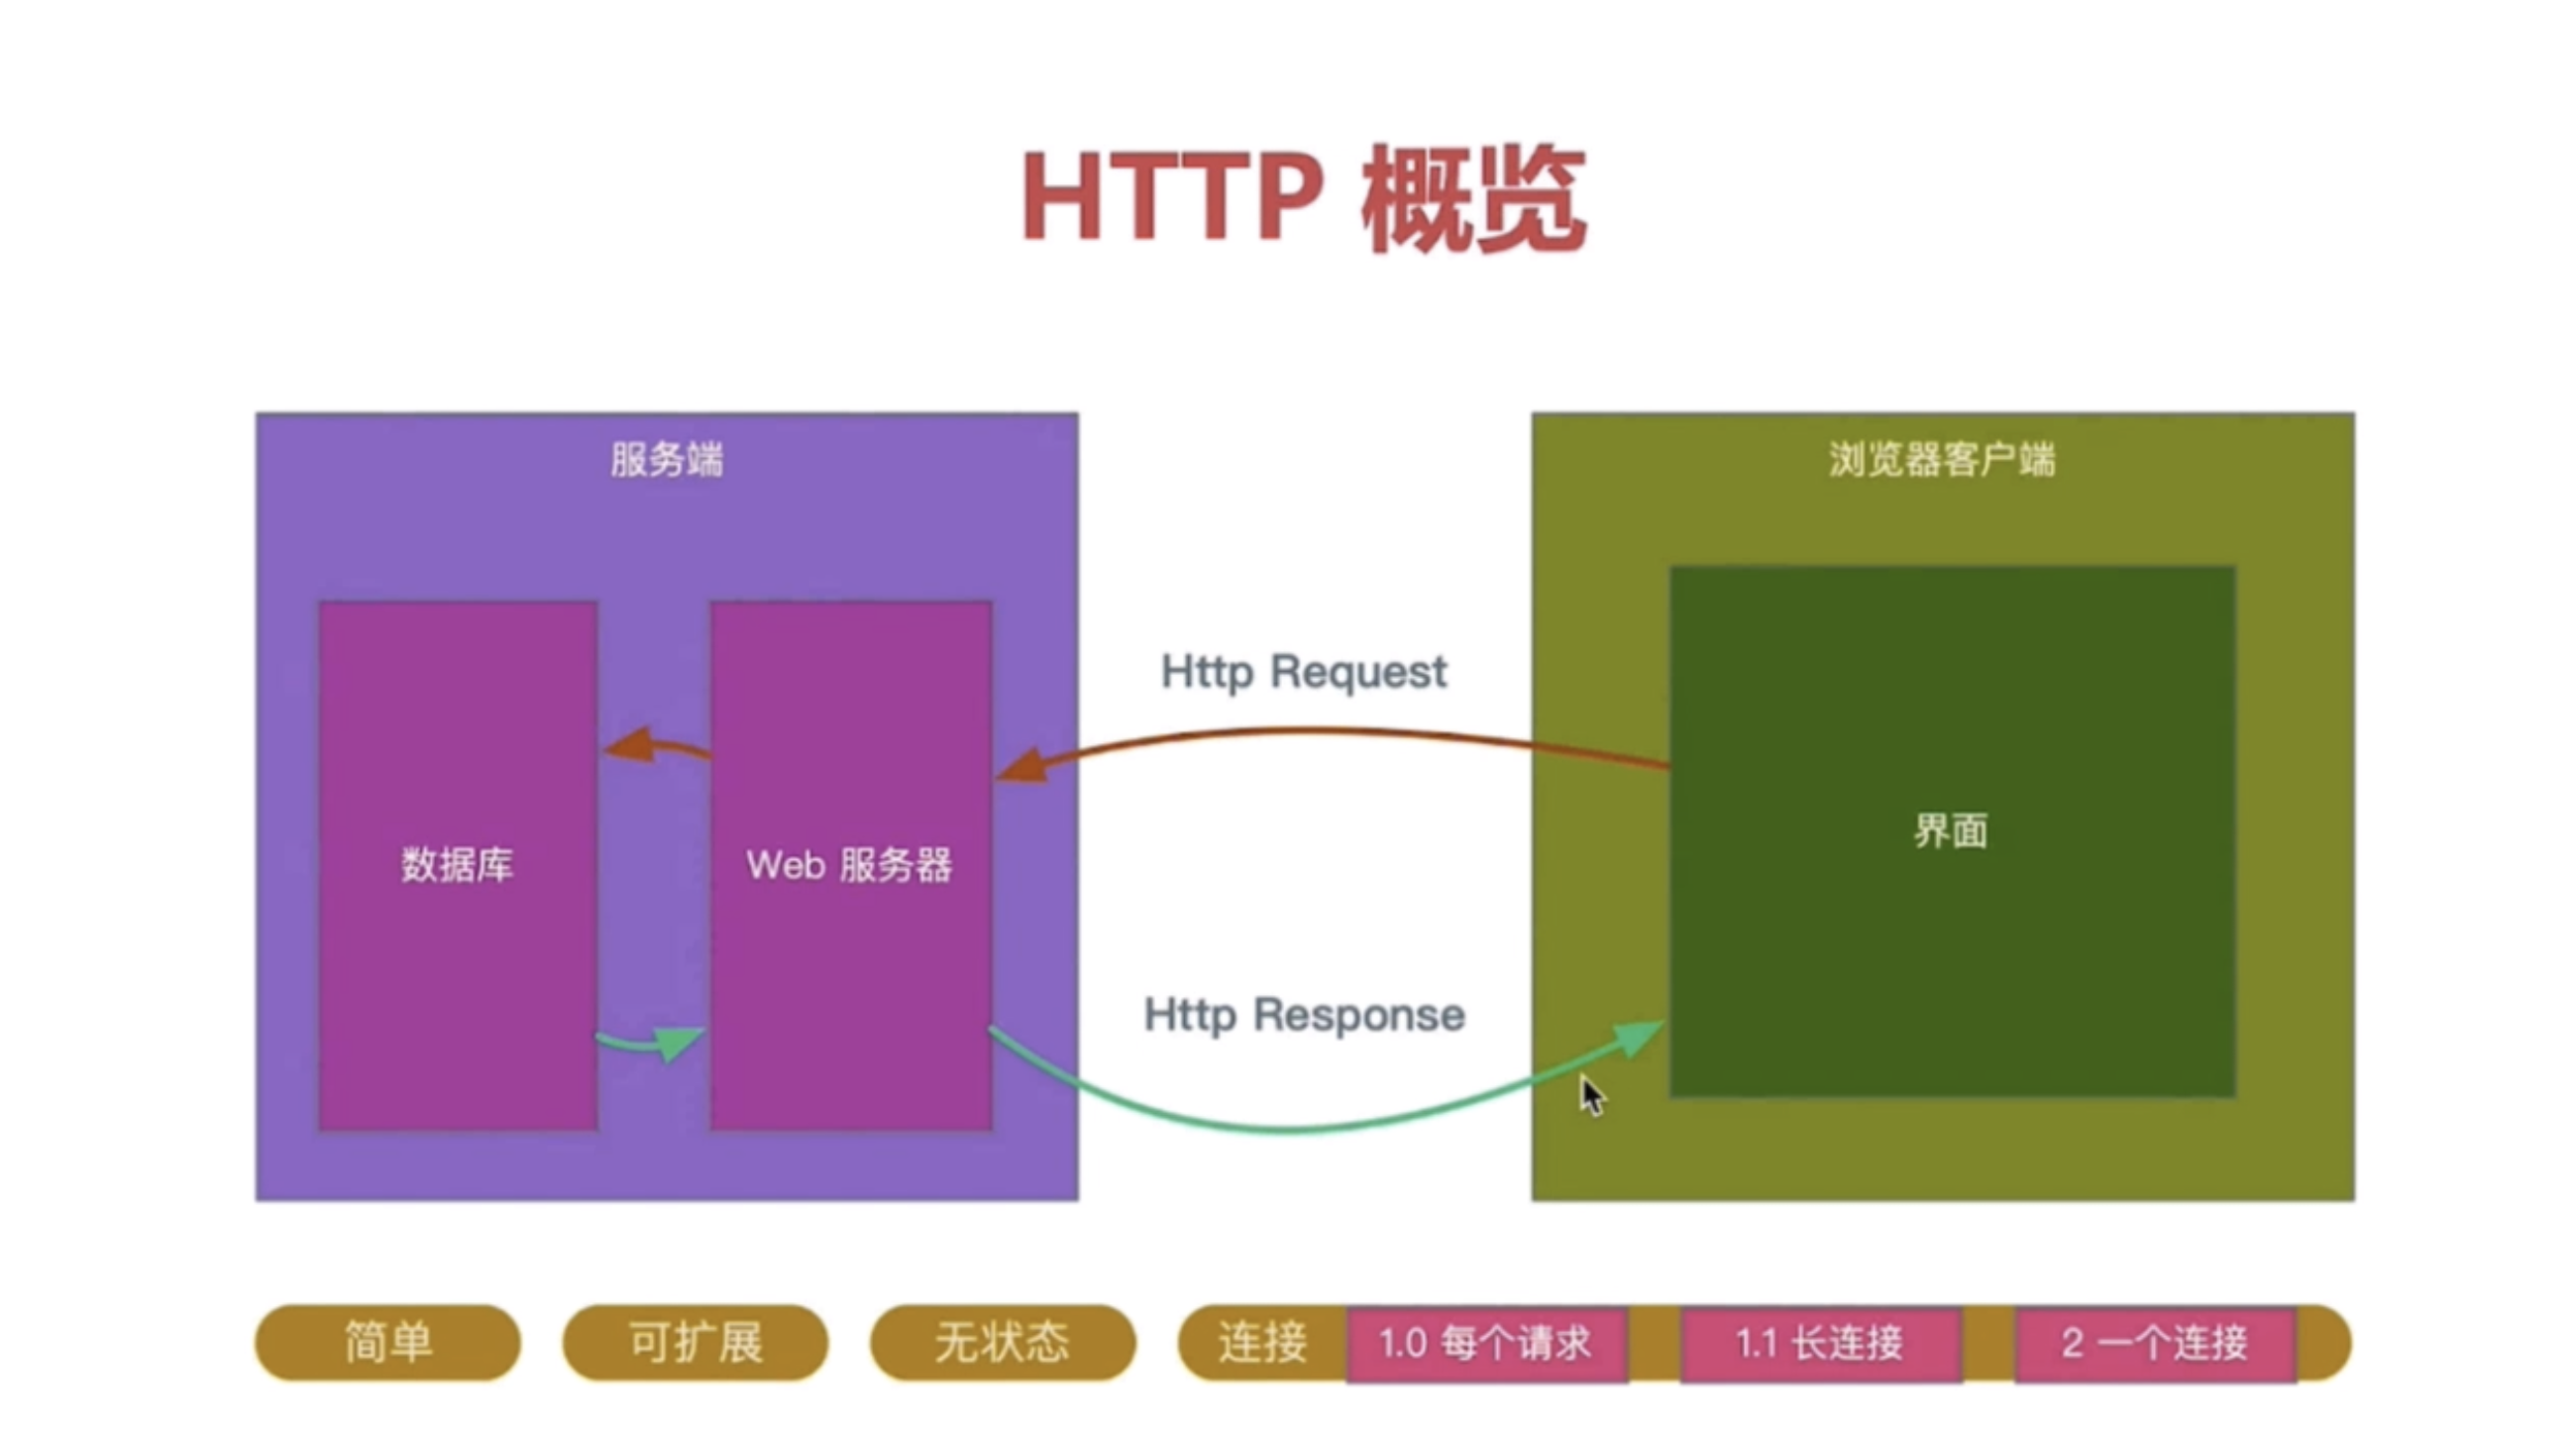 HTTP 概览
服务端
浏览器客户端
Http Request
数据库
Web 服务器
界面
Http Response
简单
可扩展
无状态
连接
1.0 每个请求
1.1 长连接
2 一个连接